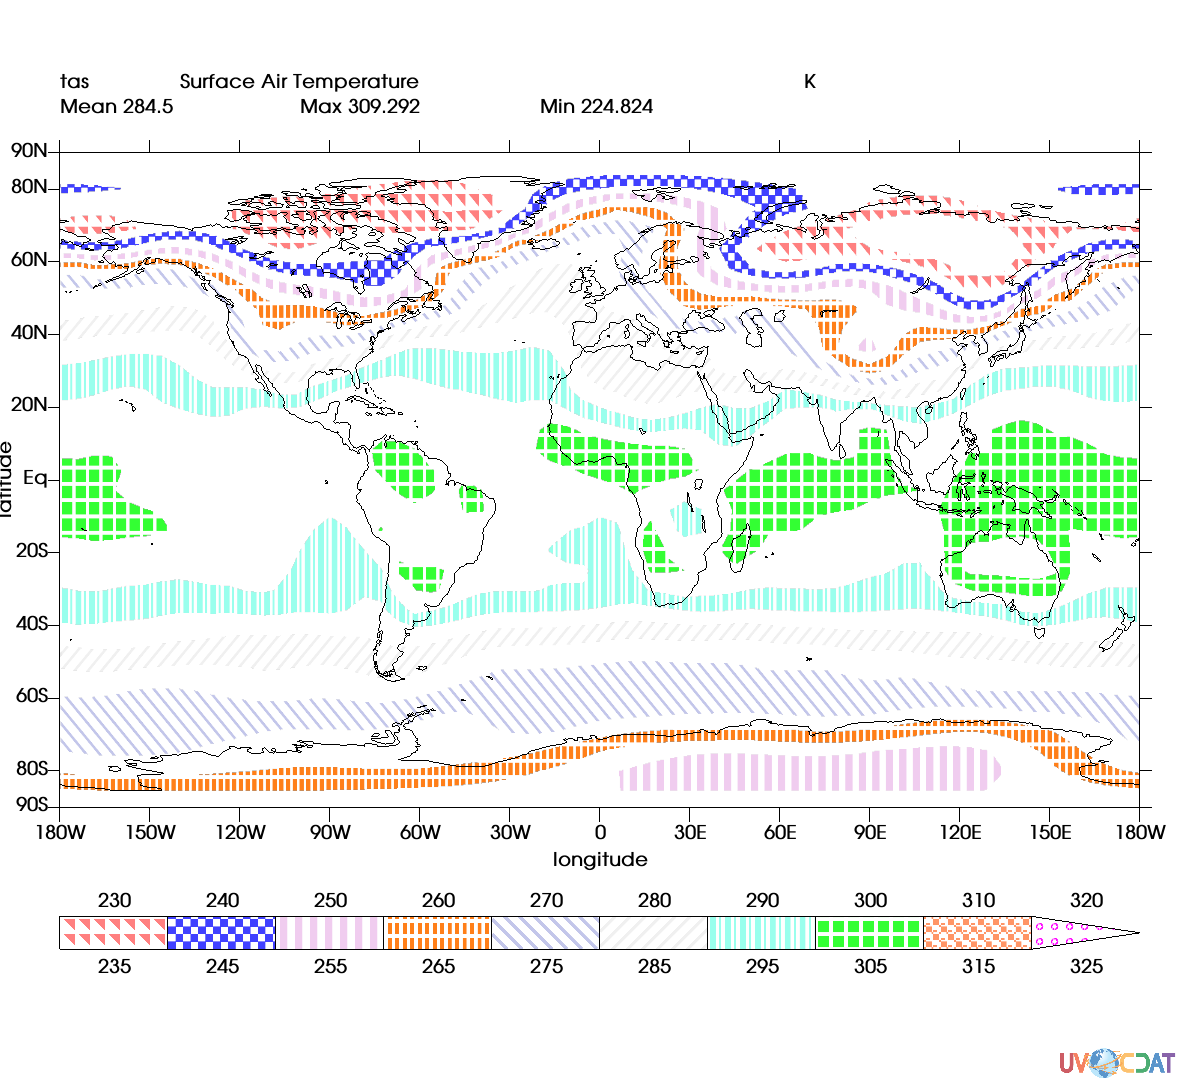 tas Surface Air Temperature K
Mean 284.5 Max 309.292 Min 224.824
90N
80N
60N
40N
20N
Eq
20S
40S
60S
80S
90S
latitude
180W 150W 120W 90W 60W 30W 0 30E 60E 90E 120E 150E 180W
longitude
230 240 250 260 270 280 290 300 310 320
235 245 255 265 275 285 295 305 315 325
UV CDAT